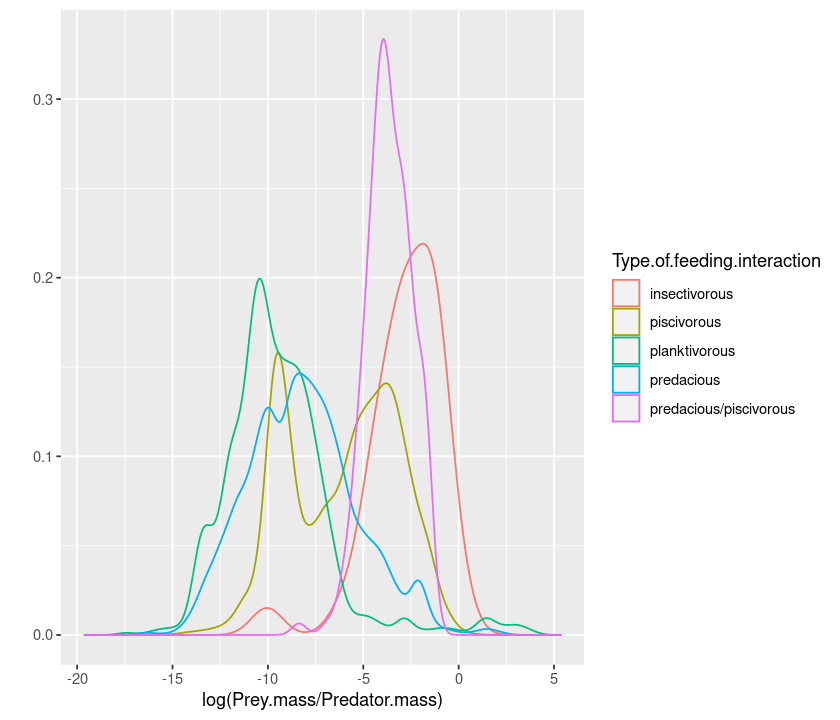 0.3
0.2
0.1
0.0
-20 -15 -10 -5 0 5
log(Prey.mass/Predator.mass)
Type.of.feeding.interaction
insectivorous
piscivorous
planktivorous
predacious
predacious/piscivorous